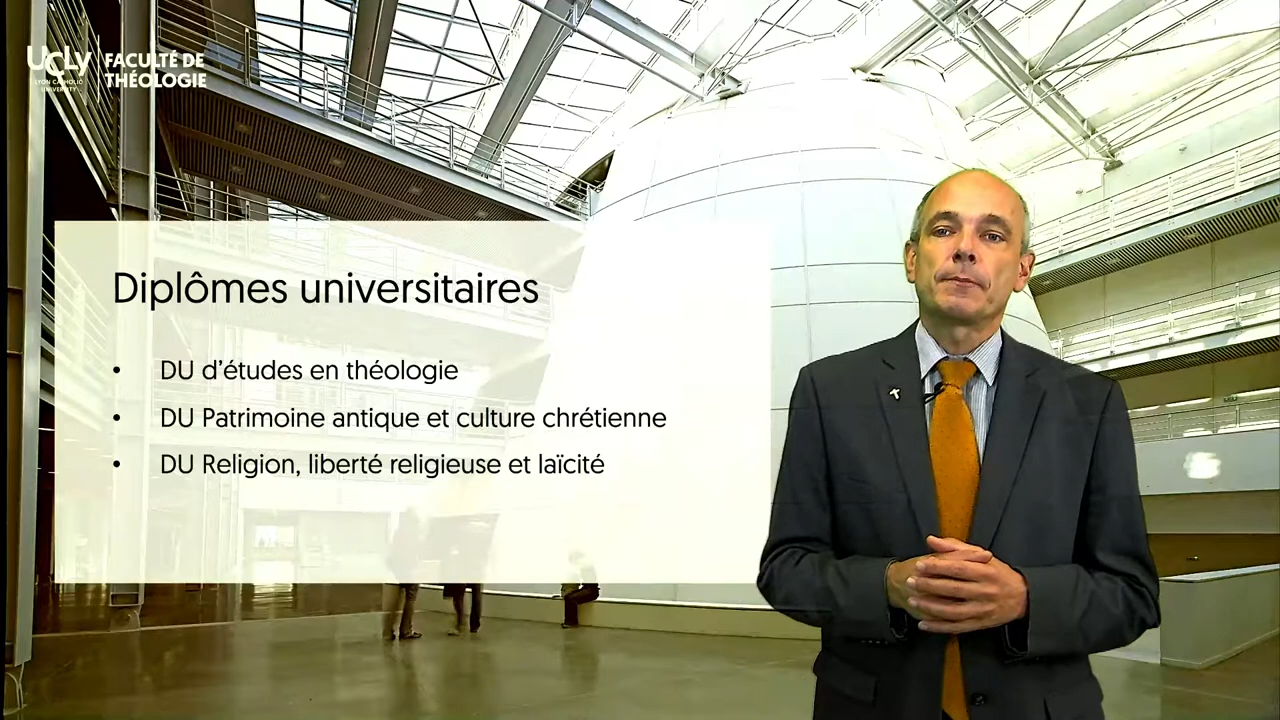 UCLY
LYON CATHOLIC
UNIVERSITY
FACULTÉ DE
THÉOLOGIE
Diplômes universitaires
• DU d'études en théologie
• DU Patrimoine antique et culture chrétienne
• DU Religion, liberté religieuse et laïcité